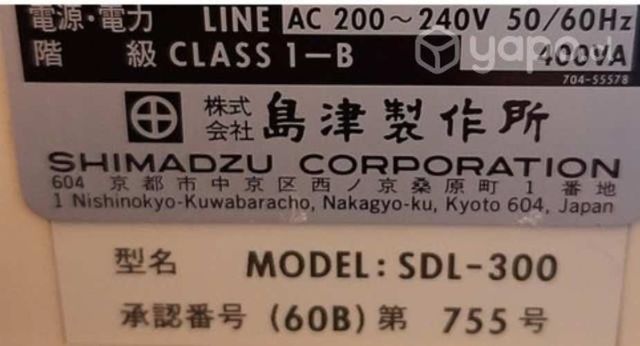 電源・電力 LINE AC 200～240V 50/60Hz
400VA
階 級 CLASS 1-B
704-55578
株式会社 島津製作所
SHIMADZU CORPORATION
604 京都市中京区西ノ京桑原町1番地
1 Nishinokyo-Kuwabaracho, Nakagyo-ku, Kyoto 604, Japan
型名 MODEL: SDL-300
承認番号 (60B) 第 755号